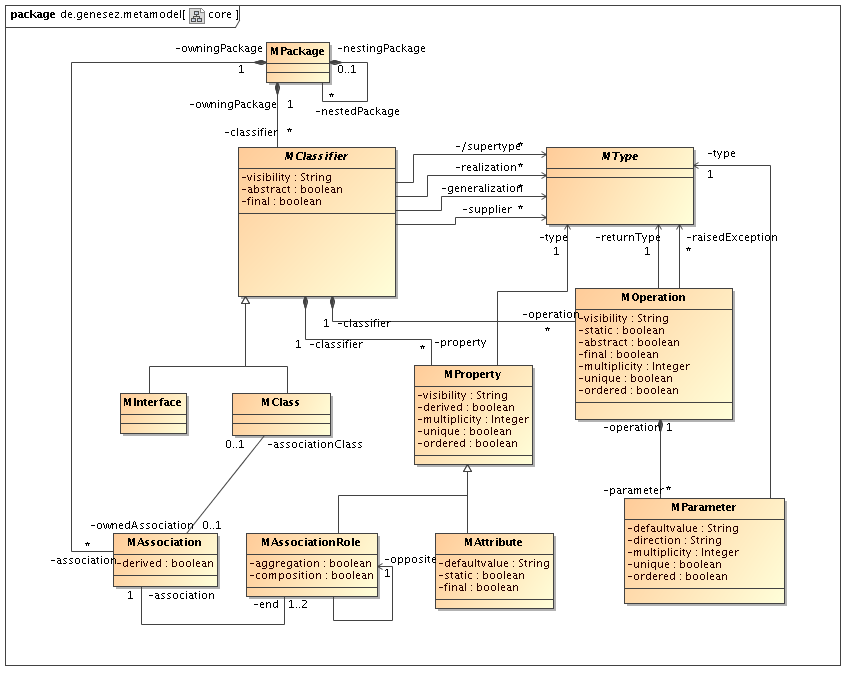 package de.genesez.metamodel[ core ]
-owningPackage
MPackage
-nestingPackage
1
0..1
*
-nestedPackage
-owningPackage 1
-classifier *
MClassifier
-visibility : String
-abstract : boolean
-final : boolean
-/supertype*
-realization*
-generalization*
-supplier *
MType
-type
1
-type
1
-returnType
1
-raisedException
*
MOperation
-visibility : String
-static : boolean
-abstract : boolean
-final : boolean
-multiplicity : Integer
-unique : boolean
-ordered : boolean
-operation
*
1 -classifier
1 -classifier
* -property
MProperty
-visibility : String
-derived : boolean
-multiplicity : Integer
-unique : boolean
-ordered : boolean
MInterface
MClass
0..1 -associationClass
-operation 1
-parameter*
MParameter
-defaultvalue : String
-direction : String
-multiplicity : Integer
-unique : boolean
-ordered : boolean
-ownedAssociation 0..1
*
-association
MAssociation
-derived : boolean
1 -association
MAssociationRole
-aggregation : boolean
-composition : boolean
-opposite
1
-end 1..2
MAttribute
-defaultvalue : String
-static : boolean
-final : boolean